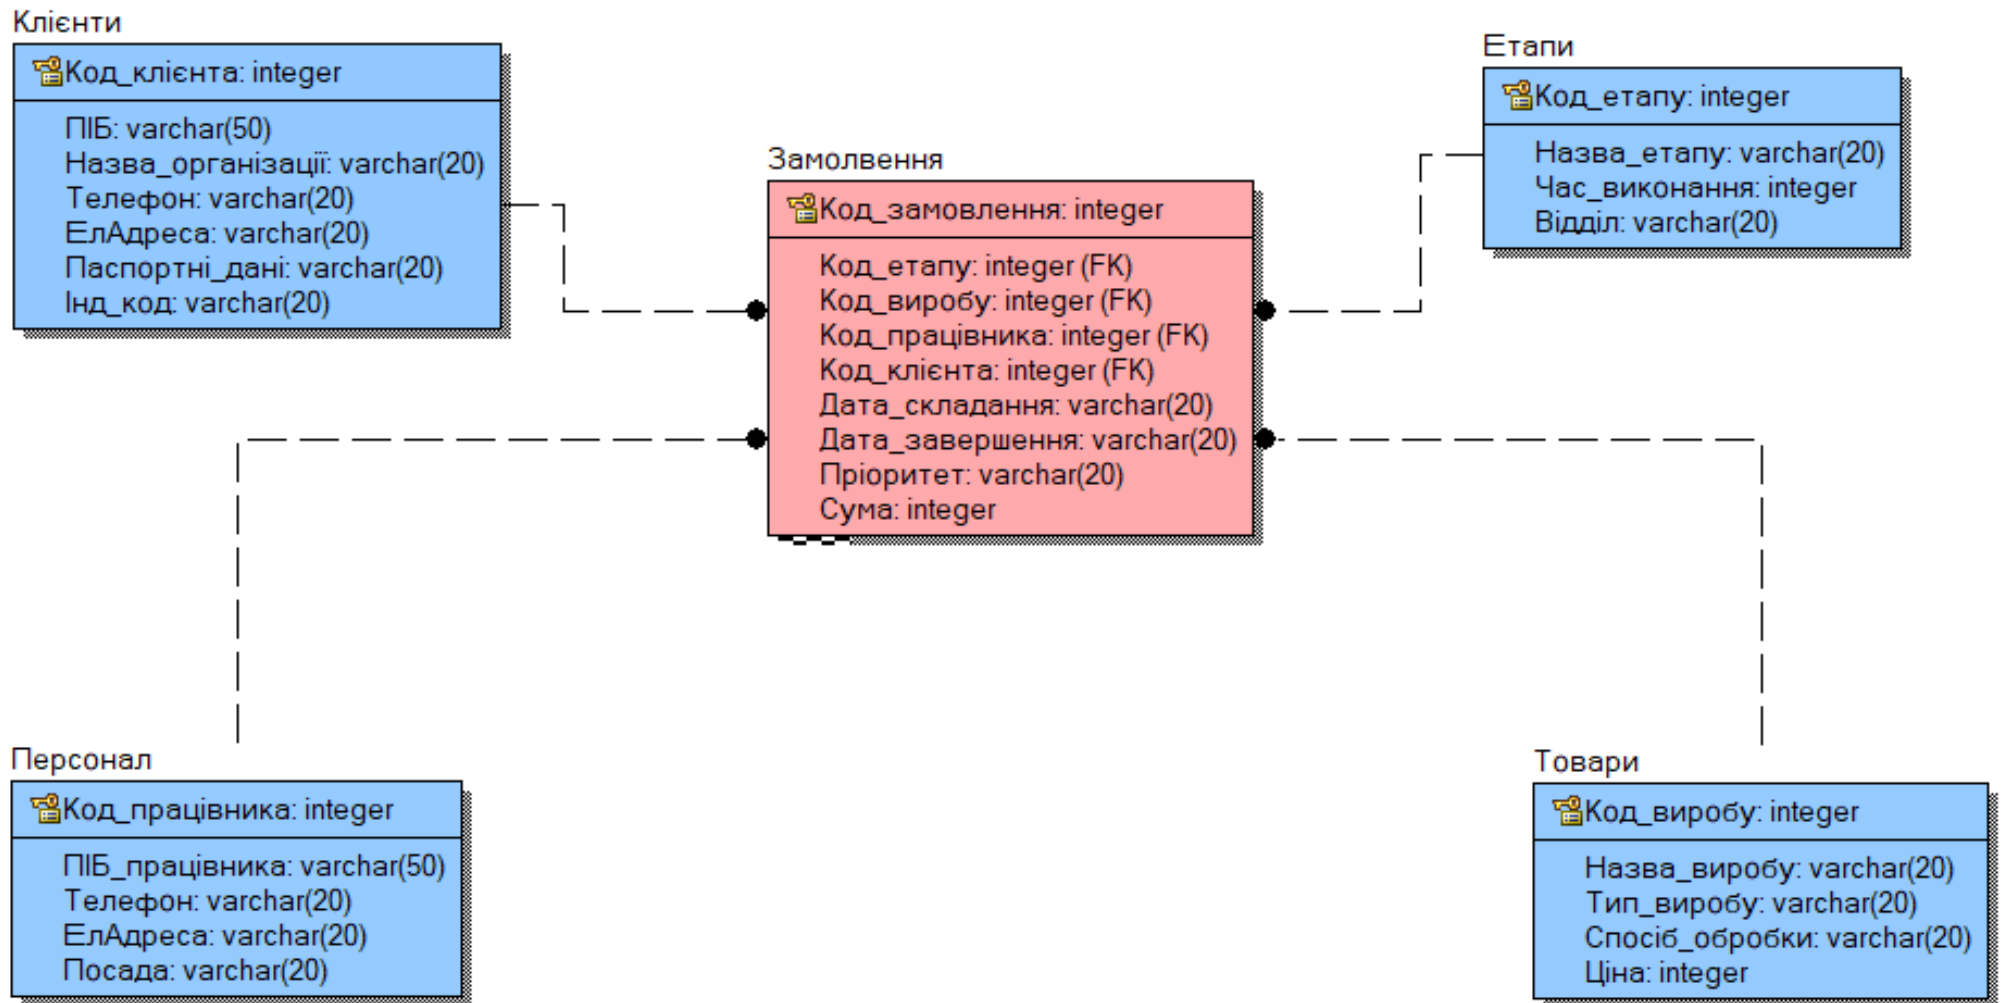 Клієнти
Код_клієнта: integer
ПІБ: varchar(50)
Назва_організації: varchar(20)
Телефон: varchar(20)
ЕлАдреса: varchar(20)
Паспортні_дані: varchar(20)
Інд_код: varchar(20)
Замолвення
Код_замовлення: integer
Код_етапу: integer (FK)
Код_виробу: integer (FK)
Код_працівника: integer (FK)
Код_клієнта: integer (FK)
Дата_складання: varchar(20)
Дата_завершення: varchar(20)
Пріоритет: varchar(20)
Сума: integer
Етапи
Код_етапу: integer
Назва_етапу: varchar(20)
Час_виконання: integer
Відділ: varchar(20)
Персонал
Код_працівника: integer
ПІБ_працівника: varchar(50)
Телефон: varchar(20)
ЕлАдреса: varchar(20)
Посада: varchar(20)
Товари
Код_виробу: integer
Назва_виробу: varchar(20)
Тип_виробу: varchar(20)
Спосіб_обробки: varchar(20)
Ціна: integer